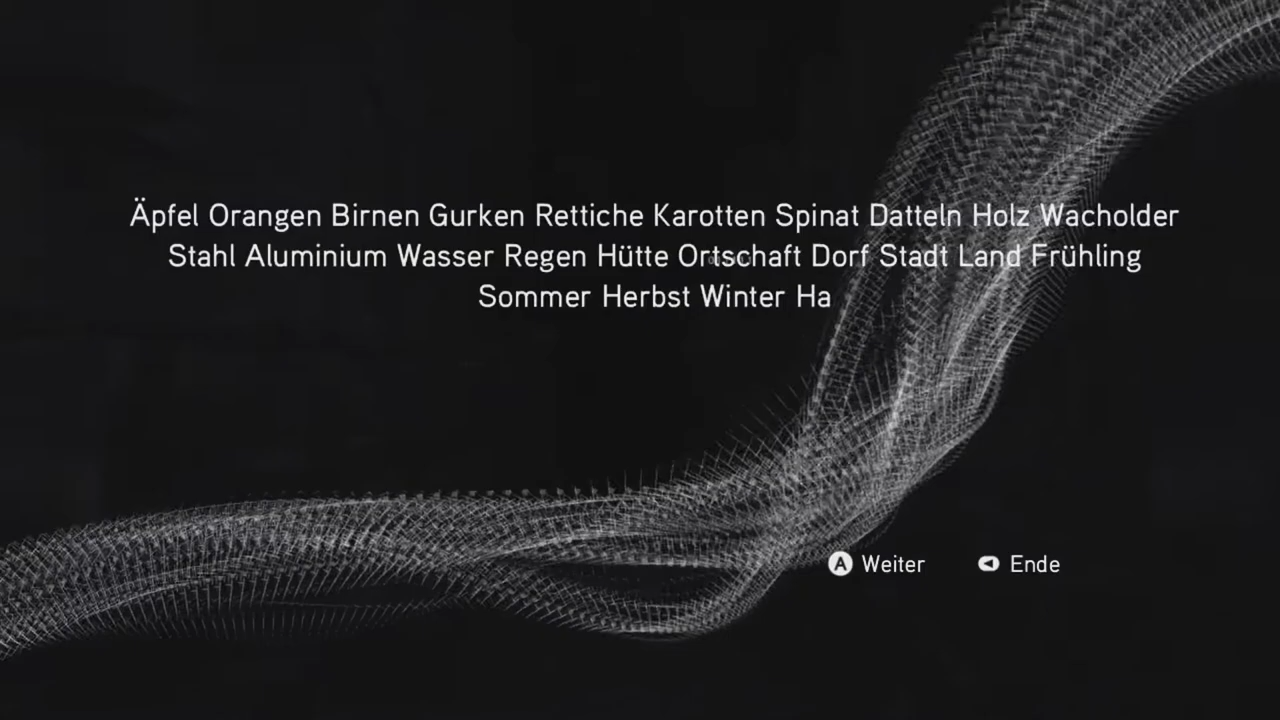 Äpfel Orangen Birnen Gurken Rettiche Karotten Spinat Datteln Holz Wacholder
Stahl Aluminium Wasser Regen Hütte Ortschaft Dorf Stadt Land Frühling
Sommer Herbst Winter Ha
A Weiter Ende